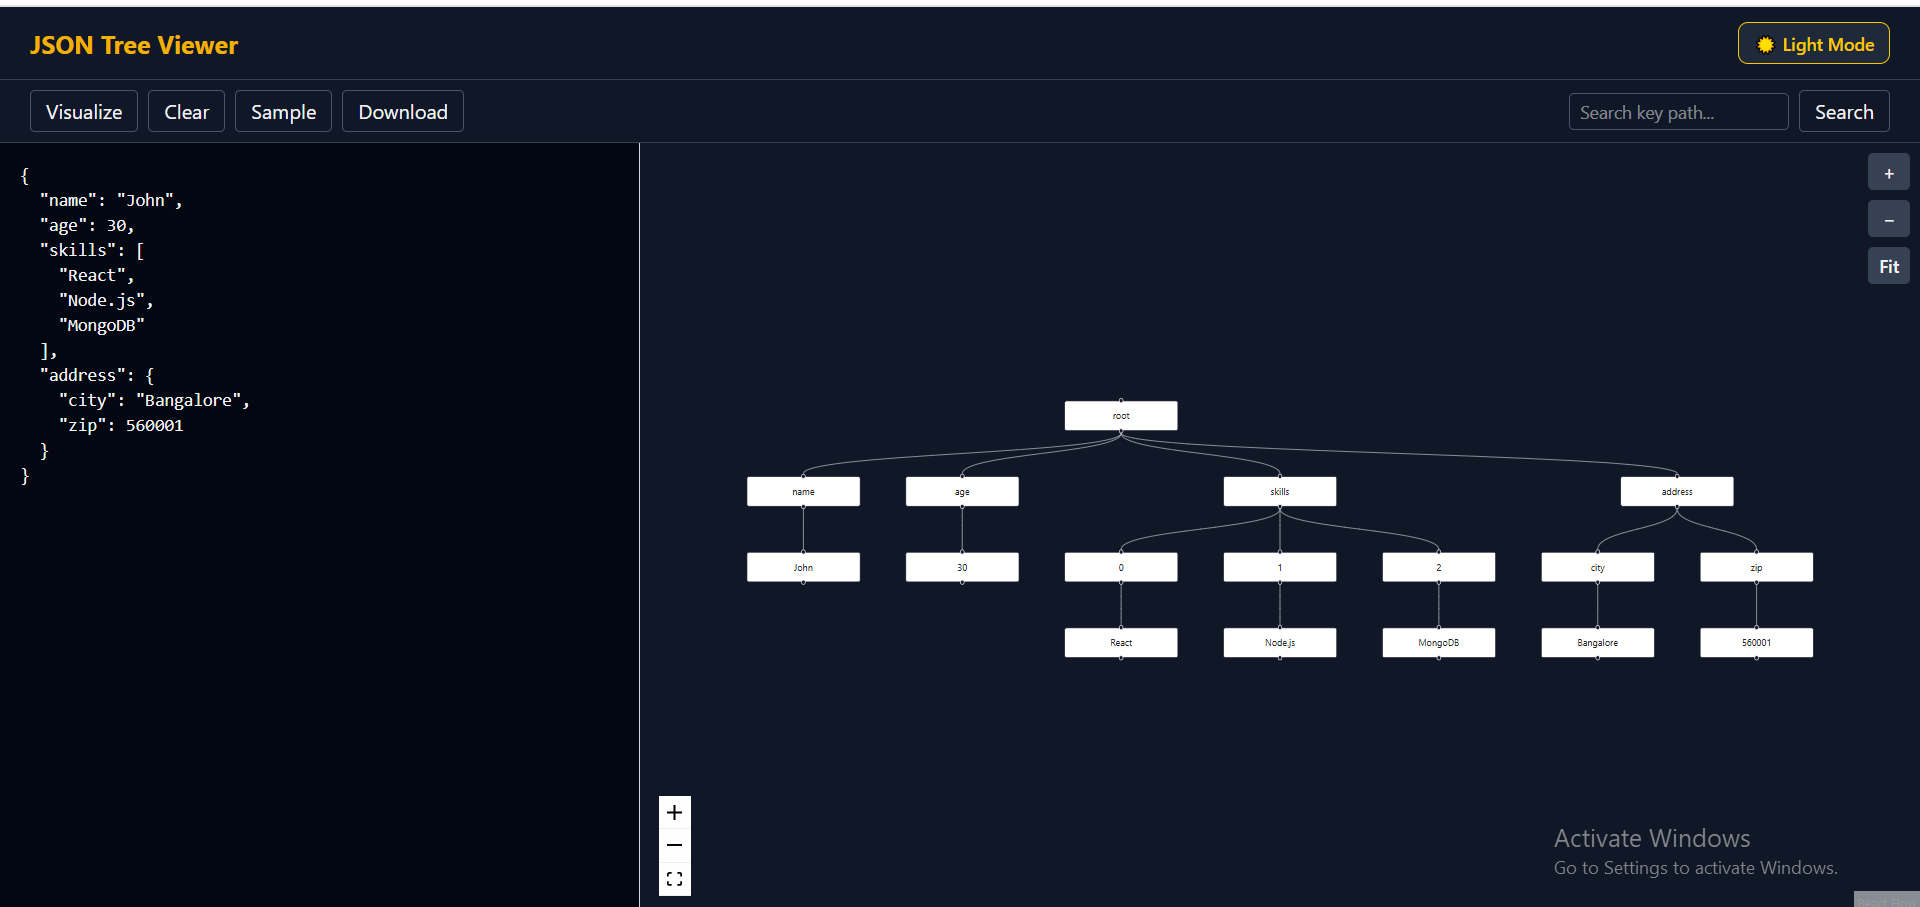 JSON Tree Viewer
Light Mode
Visualize Clear Sample Download
Search key path... Search
{
"name": "John",
"age": 30,
"skills": [
"React",
"Node.js",
"MongoDB"
],
"address": {
"city": "Bangalore",
"zip": 560001
}
}
+
−
Fit
root
name age skills address
John 30 0 1 2 city zip
React Node.js MongoDB Bangalore 560001
Activate Windows
Go to Settings to activate Windows.
React Flow